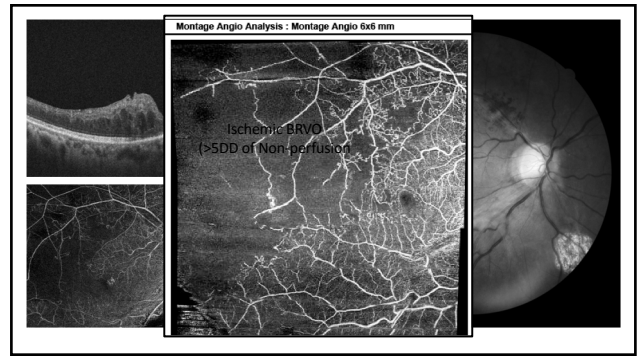 Montage Angio Analysis : Montage Angio 6x6 mm
Ischemic BRVO
(>5DD of Non-perfusion